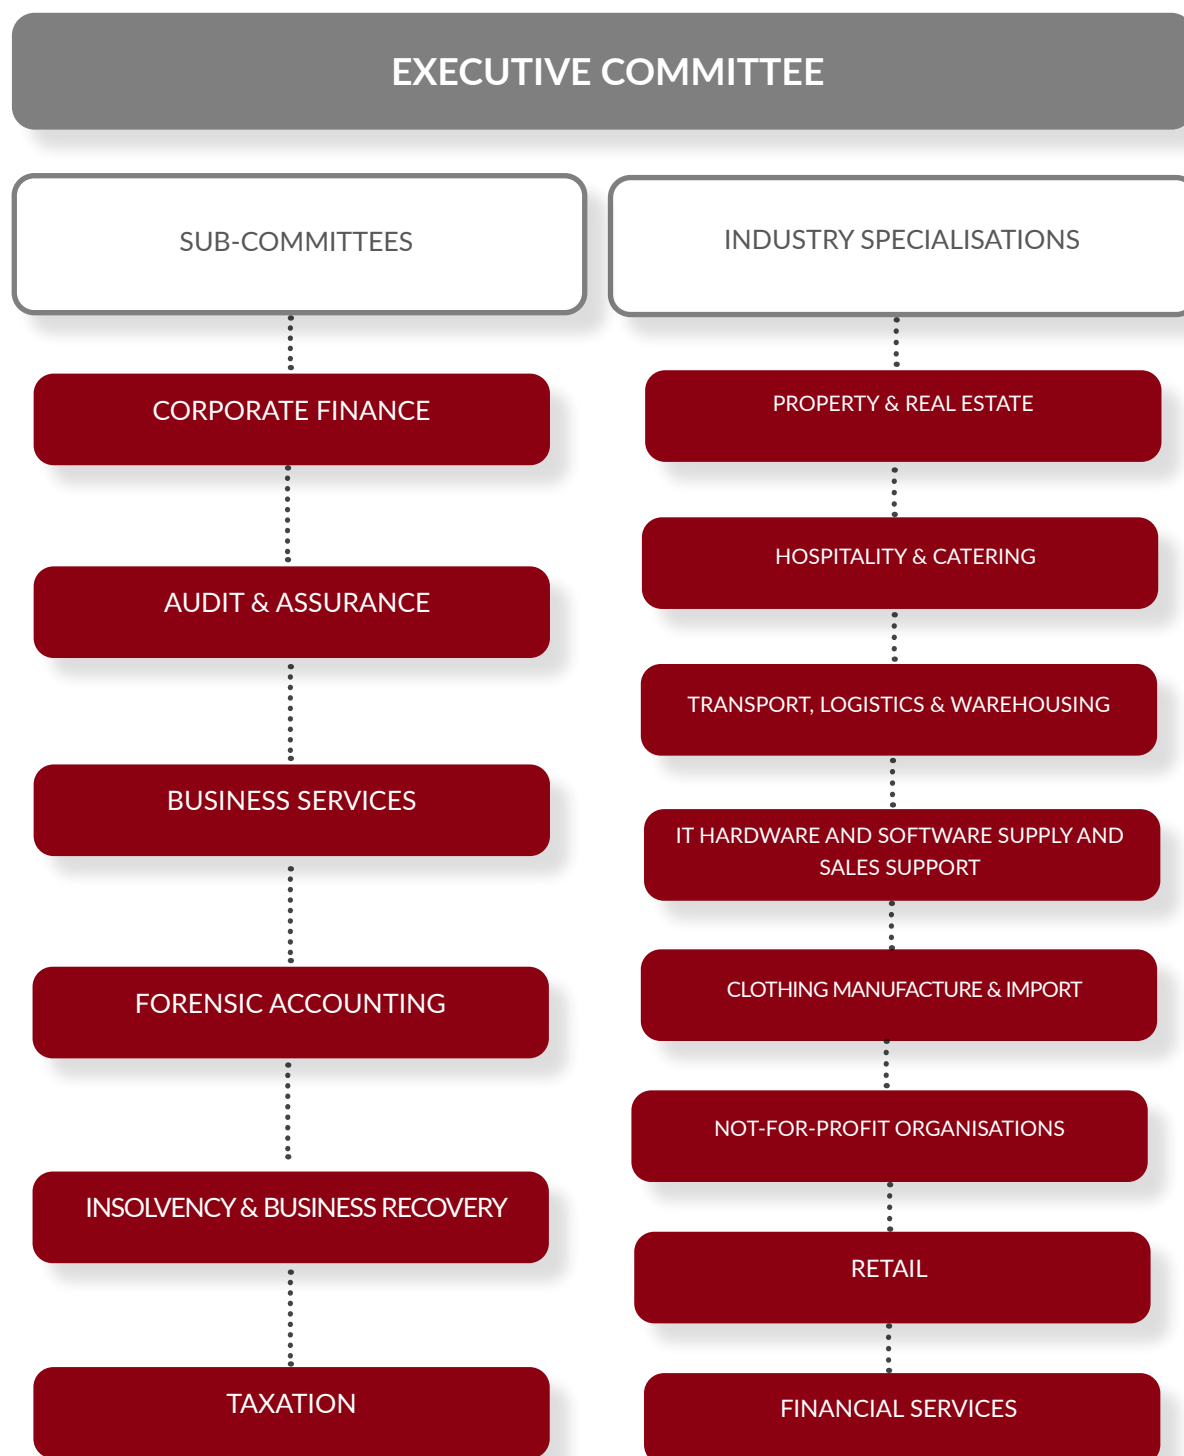 EXECUTIVE COMMITTEE
SUB-COMMITTEES
CORPORATE FINANCE
AUDIT & ASSURANCE
BUSINESS SERVICES
FORENSIC ACCOUNTING
INSOLVENCY & BUSINESS RECOVERY
TAXATION
INDUSTRY SPECIALISATIONS
PROPERTY & REAL ESTATE
HOSPITALITY & CATERING
TRANSPORT, LOGISTICS & WAREHOUSING
IT HARDWARE AND SOFTWARE SUPPLY AND
SALES SUPPORT
CLOTHING MANUFACTURE & IMPORT
NOT-FOR-PROFIT ORGANISATIONS
RETAIL
FINANCIAL SERVICES